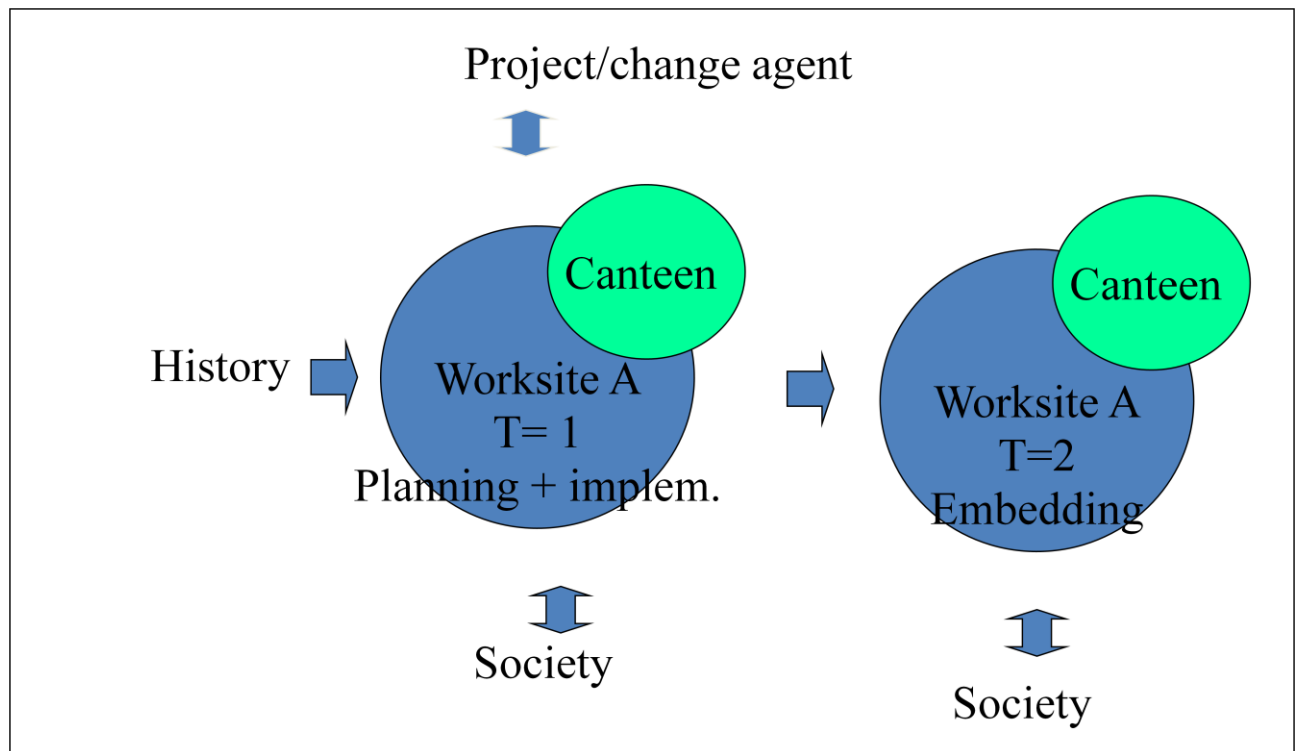 Project/change agent
Canteen
History
Worksite A
T= 1
Planning + implem.
Society
Canteen
Worksite A
T=2
Embedding
Society